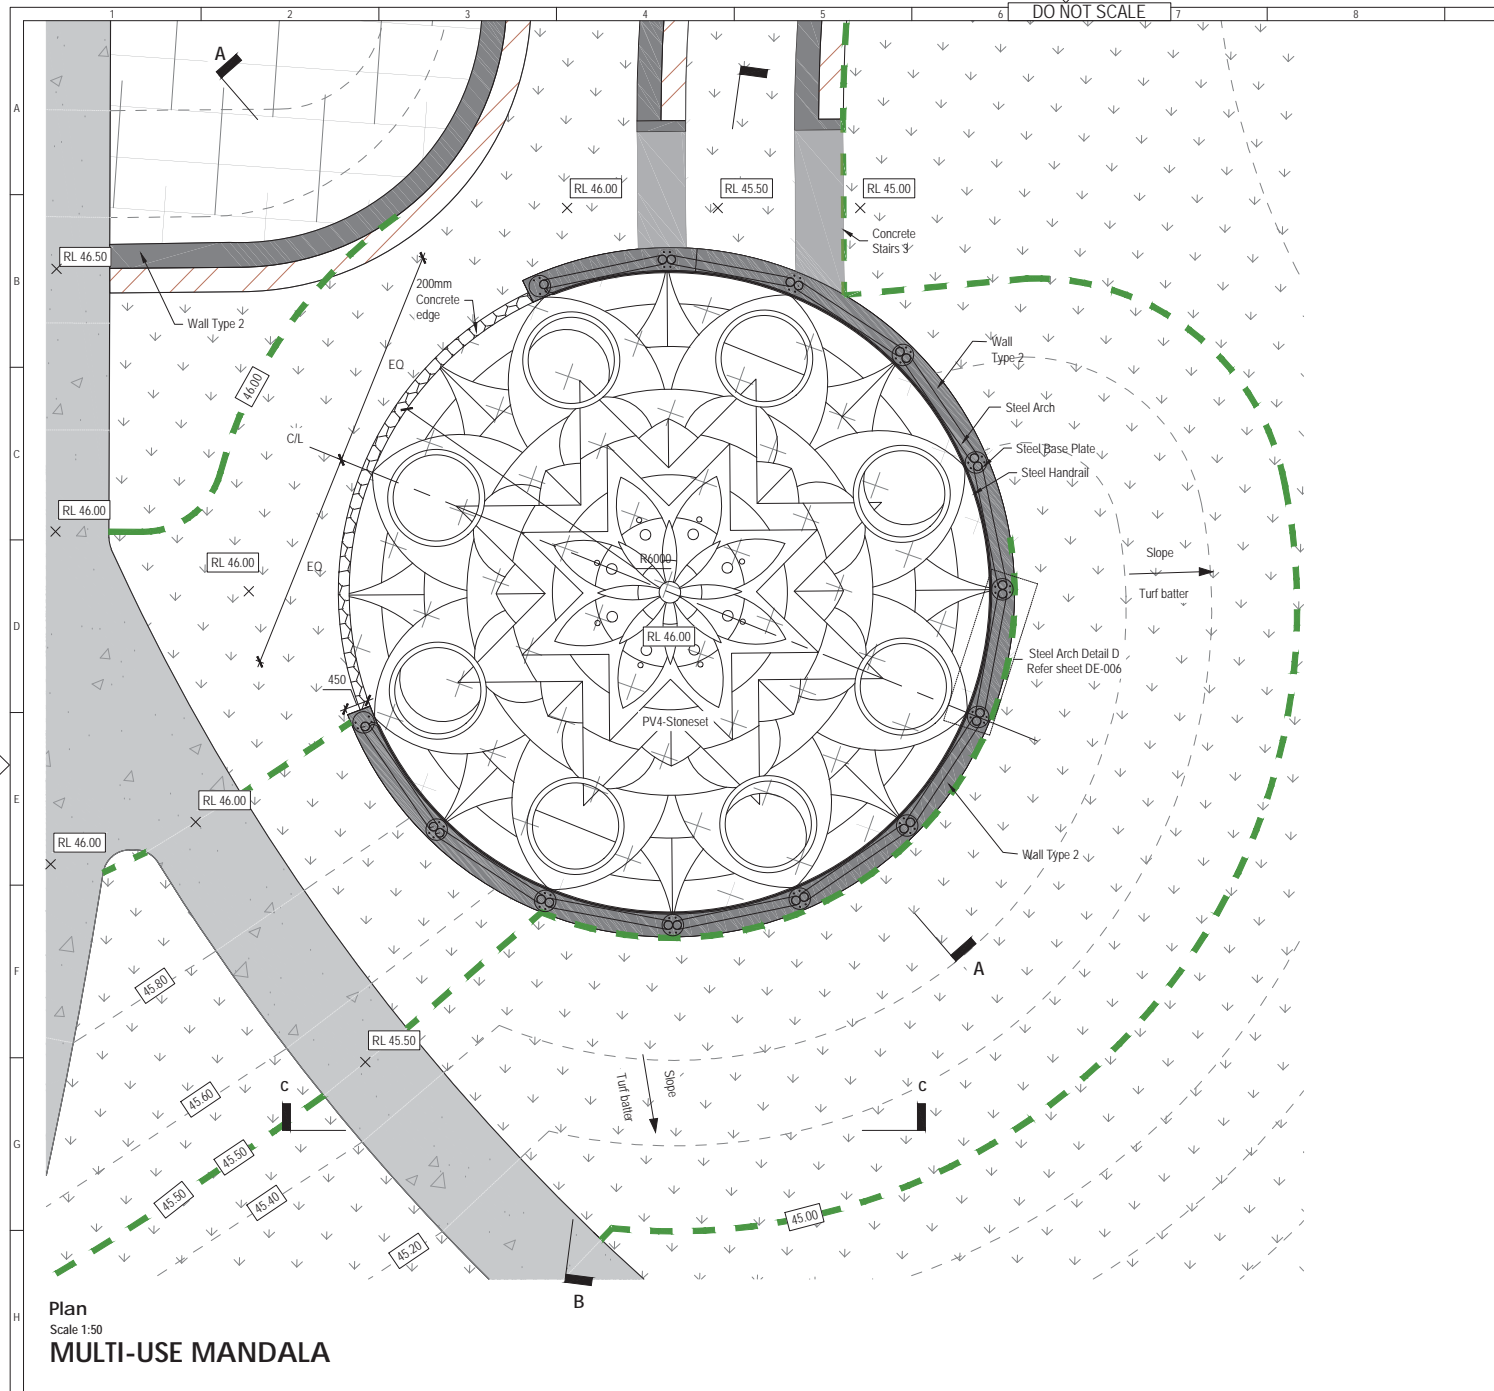 1 2 3 4 5 6 DO NOT SCALE 7 8
A
B
C
D
E
F
G
H
A
RL 46.00
RL 45.50
RL 45.00
Concrete
Stairs 3
RL 46.50
Wall Type 2
200mm
Concrete
edge
EQ
46.00
C/L
Wall
Type 2
Steel Arch
Steel Base Plate
Steel Handrail
RL 46.00
RL 46.00
EQ
R6000
RL 46.00
Slope
Turf batter
Steel Arch Detail D
Refer sheet DE-006
450
PV4-Stoneset
RL 46.00
RL 46.00
Wall Type 2
A
45.80
RL 45.50
45.60
C
C
Slope
Turf batter
45.50
45.50
45.40
45.20
45.00
B
Plan
Scale 1:50
MULTI-USE MANDALA